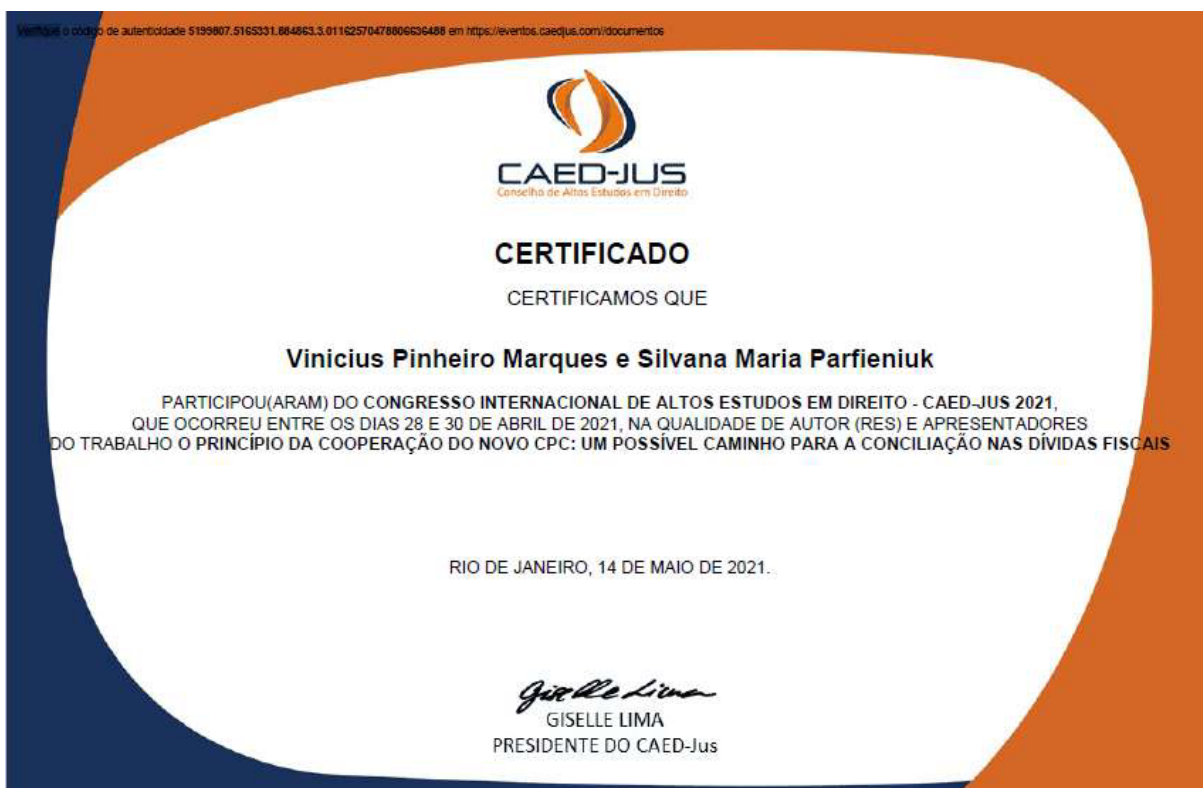 Verifique o código de autenticidade 5199807.5165331.884863.3.01162570478806636488 em https://eventos.caedjus.com//documentos
CAED-JUS
Conselho de Altos Estudos em Direito
CERTIFICADO
CERTIFICAMOS QUE
Vinicius Pinheiro Marques e Silvana Maria Parfieniuk
PARTICIPOU(ARAM) DO CONGRESSO INTERNACIONAL DE ALTOS ESTUDOS EM DIREITO - CAED-JUS 2021,
QUE OCORREU ENTRE OS DIAS 28 E 30 DE ABRIL DE 2021, NA QUALIDADE DE AUTOR (RES) E APRESENTADORES
DO TRABALHO O PRINCÍPIO DA COOPERAÇÃO DO NOVO CPC: UM POSSÍVEL CAMINHO PARA A CONCILIAÇÃO NAS DÍVIDAS FISCAIS
RIO DE JANEIRO, 14 DE MAIO DE 2021.
Giselle Lima
GISELLE LIMA
PRESIDENTE DO CAED-Jus